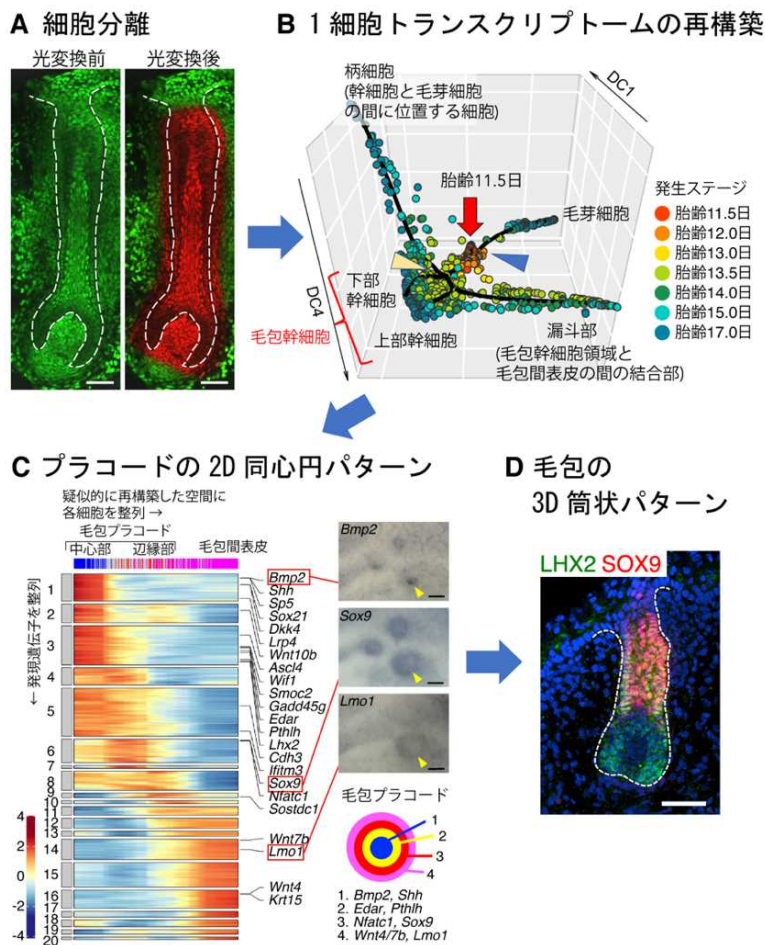 A 細胞分離
光変換前
光変換後
B 1 細胞トランスクリプトームの再構築
柄細胞
(幹細胞と毛芽細胞
の間に位置する細胞)
DC1
胎齢11.5日
毛芽細胞
下部
幹細胞
DC4
毛包幹細胞
上部幹細胞
漏斗部
(毛包幹細胞領域と
毛包間表皮の間の結合部)
発生ステージ
胎齢11.5日
胎齢12.0日
胎齢13.0日
胎齢13.5日
胎齢14.0日
胎齢15.0日
胎齢17.0日
C プラコードの 2D 同心円パターン
疑似的に再構築した空間に
各細胞を整列 →
毛包プラコード
「中心部 辺縁部
毛包間表皮
← 発現遺伝子を整列
1
2
3
4
5
6
7
8
9
10
11
12
13
14
15
16
17
18
19
20
4
2
0
-2
-4
Bmp2
Shh
Sp5
Sox21
Dkk4
Lrp4
Wnt10b
Ascl4
Wif1
Smoc2
Gadd45g
Edar
Pthlh
Lhx2
Cdh3
Ifitm3
Sox9
Nfatc1
Sostdc1
Wnt7b
Lmo1
Wnt4
Krt15
Bmp2
Sox9
Lmo1
毛包プラコード
1
2
3
4
1. Bmp2, Shh
2. Edar, Pthlh
3. Nfatc1, Sox9
4. Wnt4/7b, Lmo1
D 毛包の
3D 筒状パターン
LHX2 SOX9